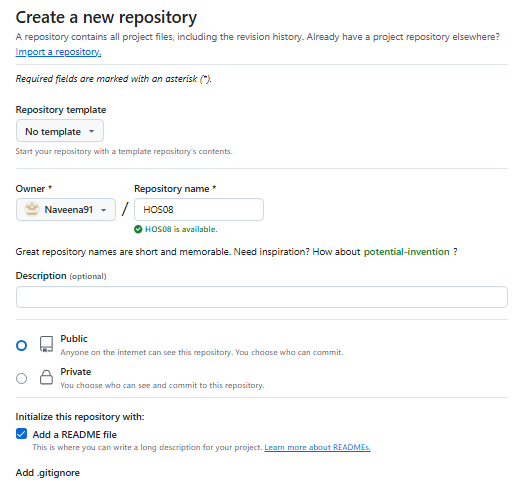 Create a new repository
A repository contains all project files, including the revision history. Already have a project repository elsewhere?
Import a repository.
Required fields are marked with an asterisk (*).
Repository template
No template
Start your repository with a template repository's contents.
Owner * Repository name *
Naveena91 / HOS08
HOS08 is available.
Great repository names are short and memorable. Need inspiration? How about potential-invention ?
Description (optional)
Public
Anyone on the internet can see this repository. You choose who can commit.
Private
You choose who can see and commit to this repository.
Initialize this repository with:
Add a README file
This is where you can write a long description for your project. Learn more about READMEs.
Add .gitignore